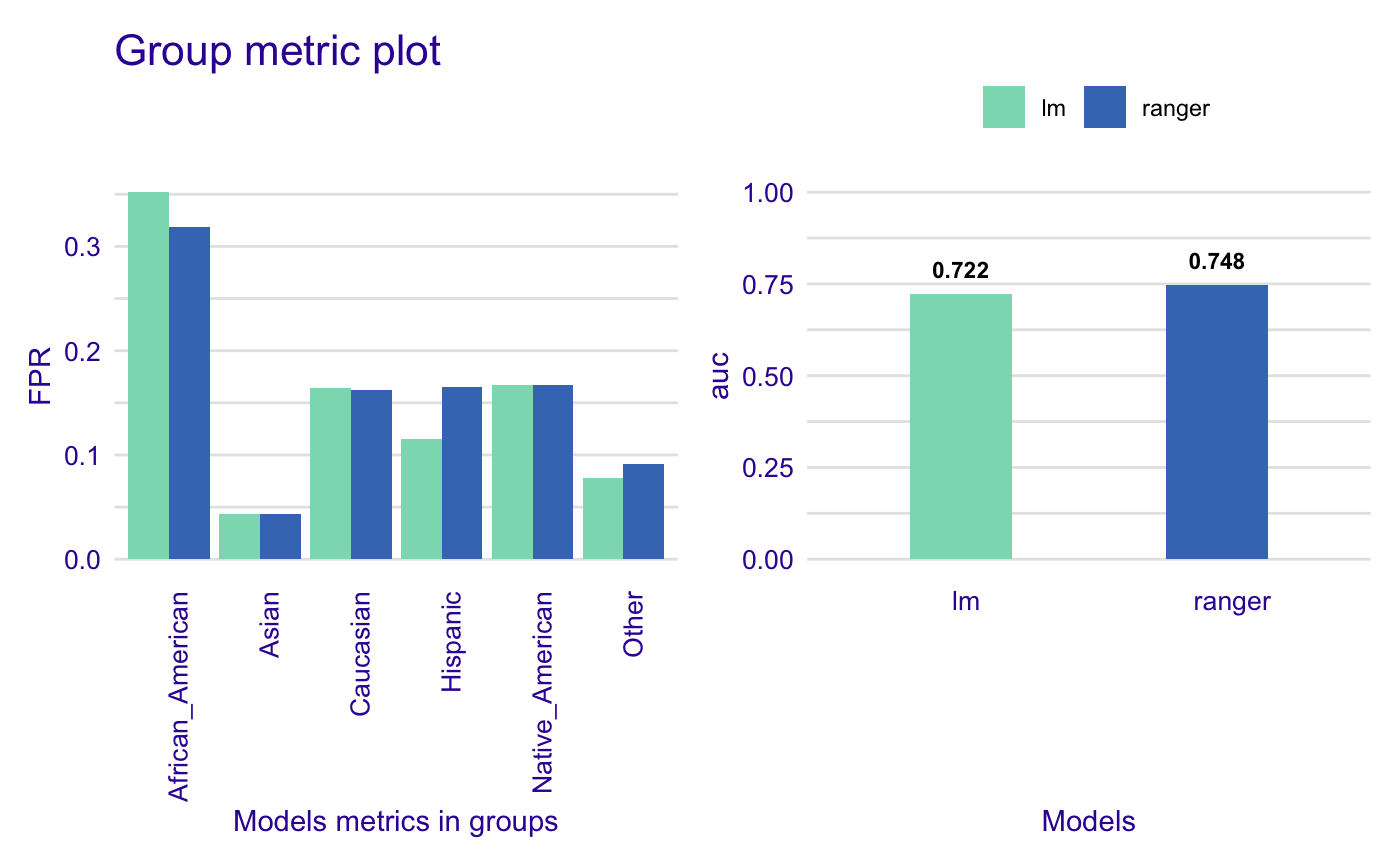 Group metric plot
lm
ranger
FPR
0.3
0.2
0.1
0.0
African_American
Asian
Caucasian
Hispanic
Native_American
Other
Models metrics in groups
auc
1.00
0.75
0.50
0.25
0.00
0.722
0.748
lm
ranger
Models